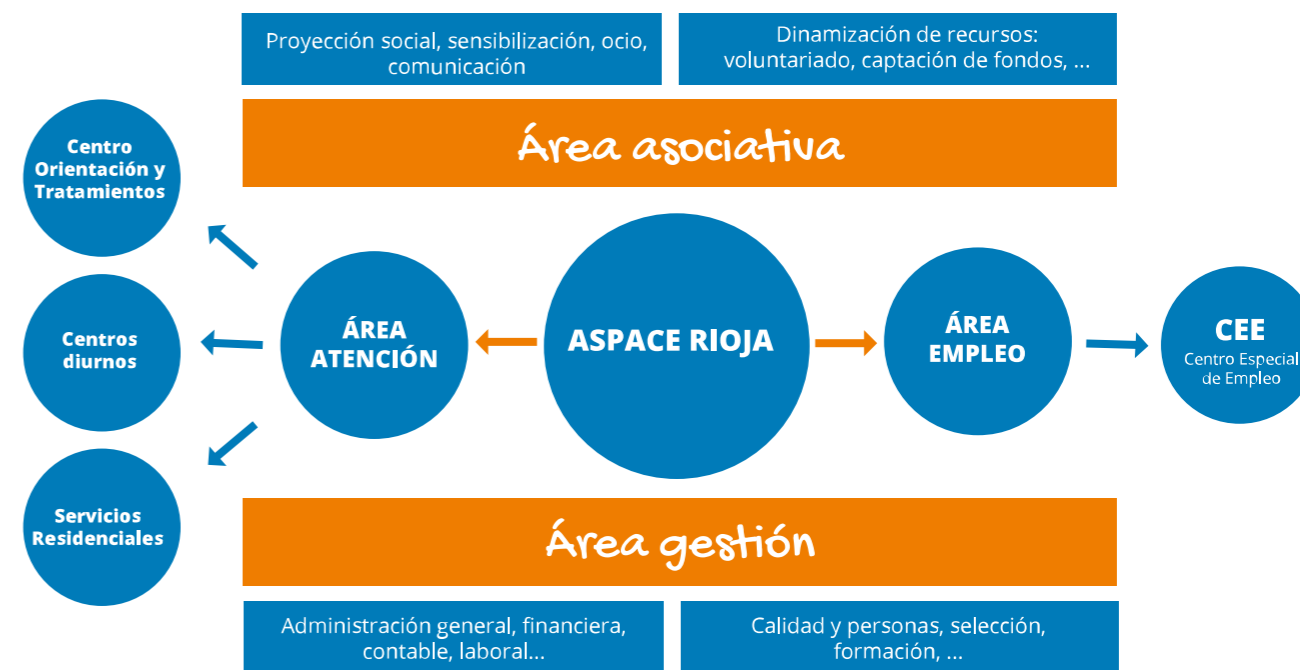 Proyección social, sensibilización, ocio,
comunicación
Dinamización de recursos:
voluntariado, captación de fondos, ...
Área asociativa
Centro
Orientación y
Tratamientos
Centros
diurnos
Servicios
Residenciales
ÁREA
ATENCIÓN
ASPACE RIOJA
ÁREA
EMPLEO
CEE
Centro Especial
de Empleo
Área gestión
Administración general, financiera,
contable, laboral...
Calidad y personas, selección,
formación, ...